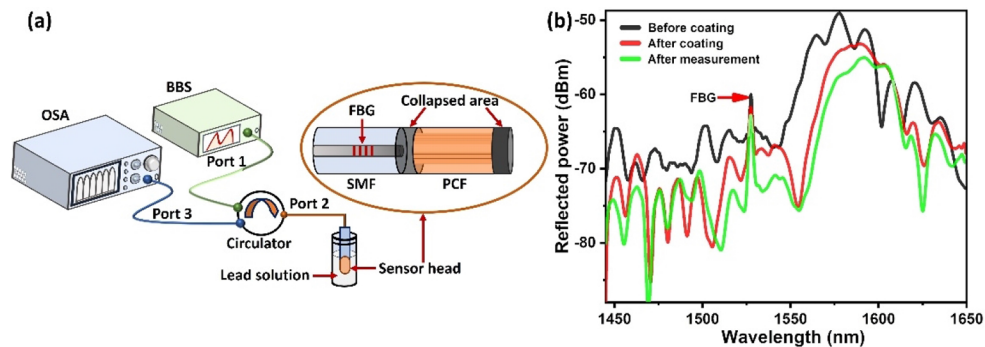 (a)
OSA
BBS
Port 1
Port 3
Port 2
Circulator
Lead solution
Sensor head
FBG
Collapsed area
SMF
PCF
(b)
Before coating
After coating
After measurement
FBG
Reflected power (dBm)
-50
-60
-70
-80
1450
1500
1550
1600
1650
Wavelength (nm)